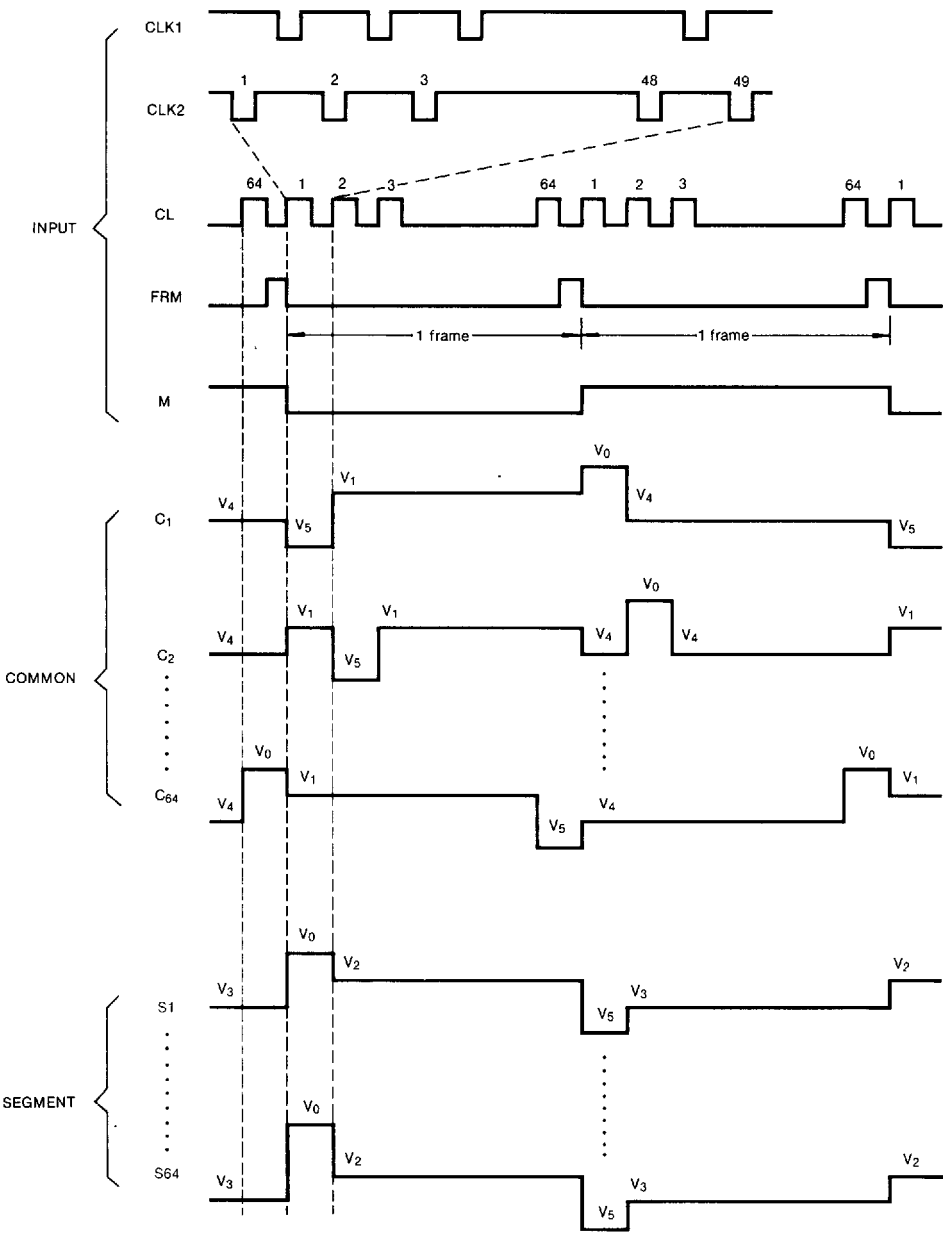 CLK1
1 2 3 48 49
CLK2
64 1 2 3 64 1 2 3 64 1
CL
INPUT
FRM
1 frame 1 frame
M
V0
V1
V4 V4
C1 V5 V5
V0
V1 V1 V1
V4 V4 V4
C2 V5
COMMON
V0 V0
V1 V1
C64
V4 V5 V4
V0
V2 V2
V3 V3
S1 V5
SEGMENT
V0
V2 V2
S64
V3 V3
V5